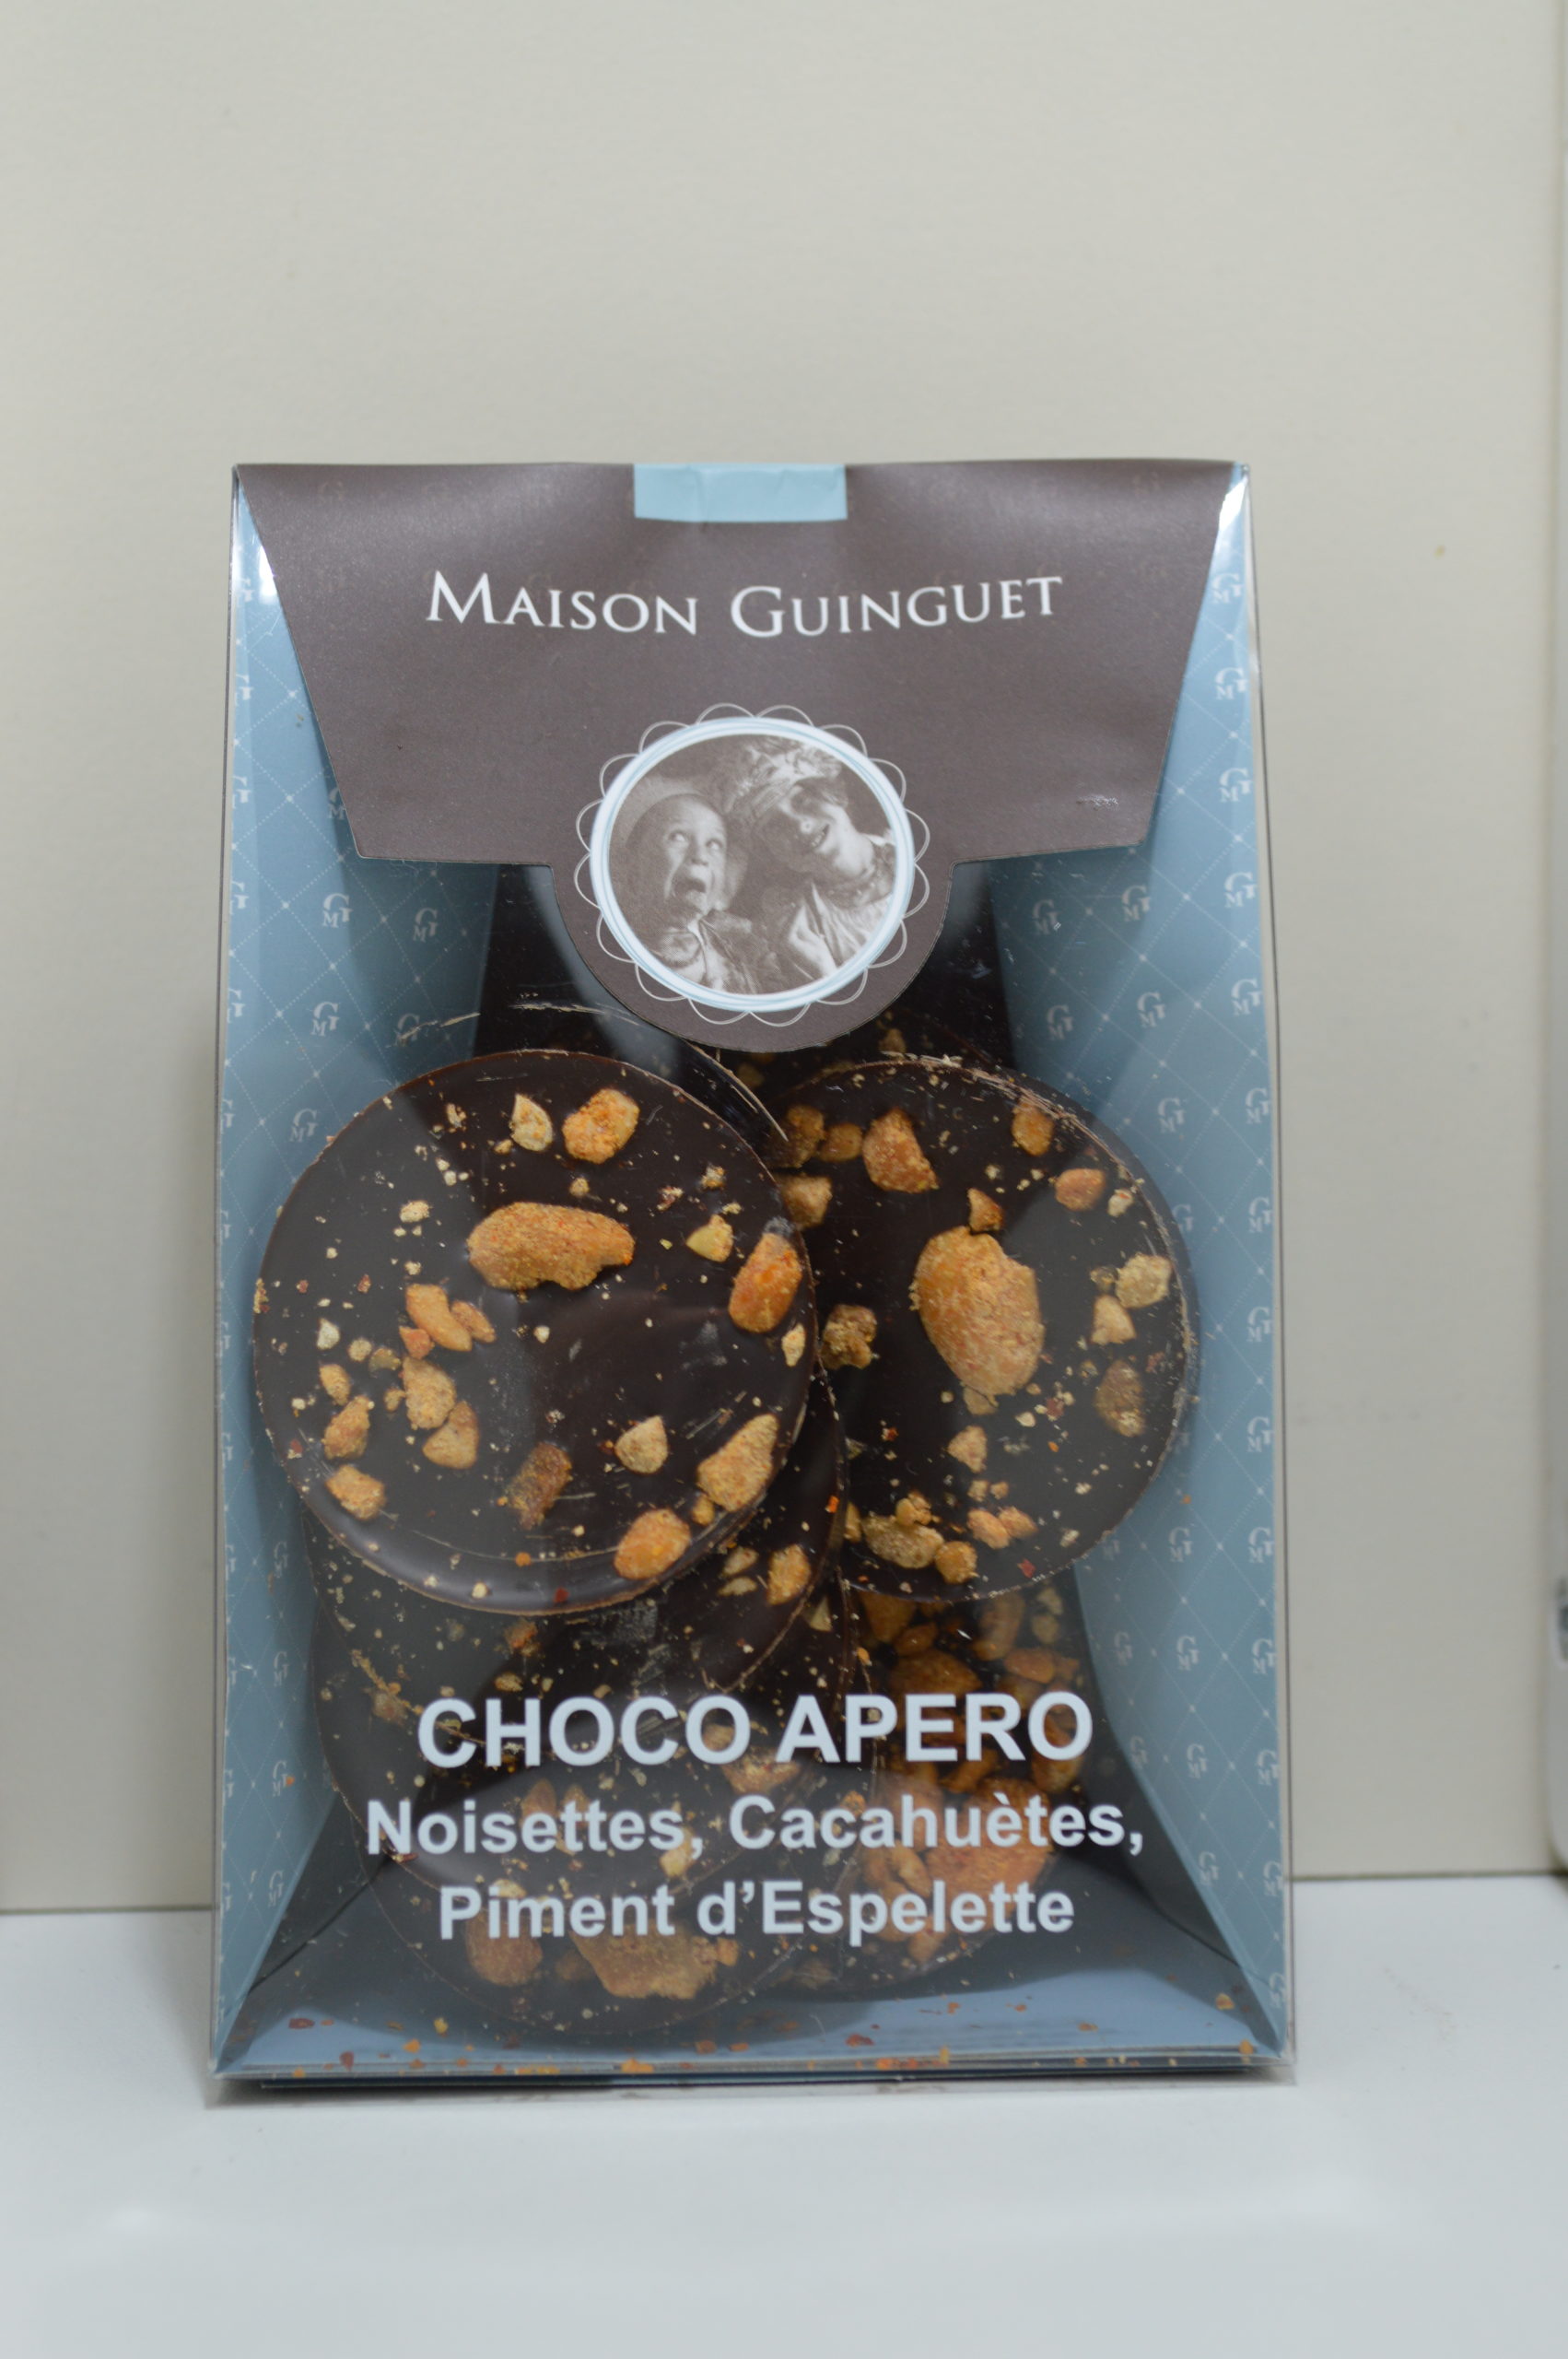 MAISON GUINGUET
CHOCO APERO
Noisettes, Cacahuètes,
Piment d'Espelette